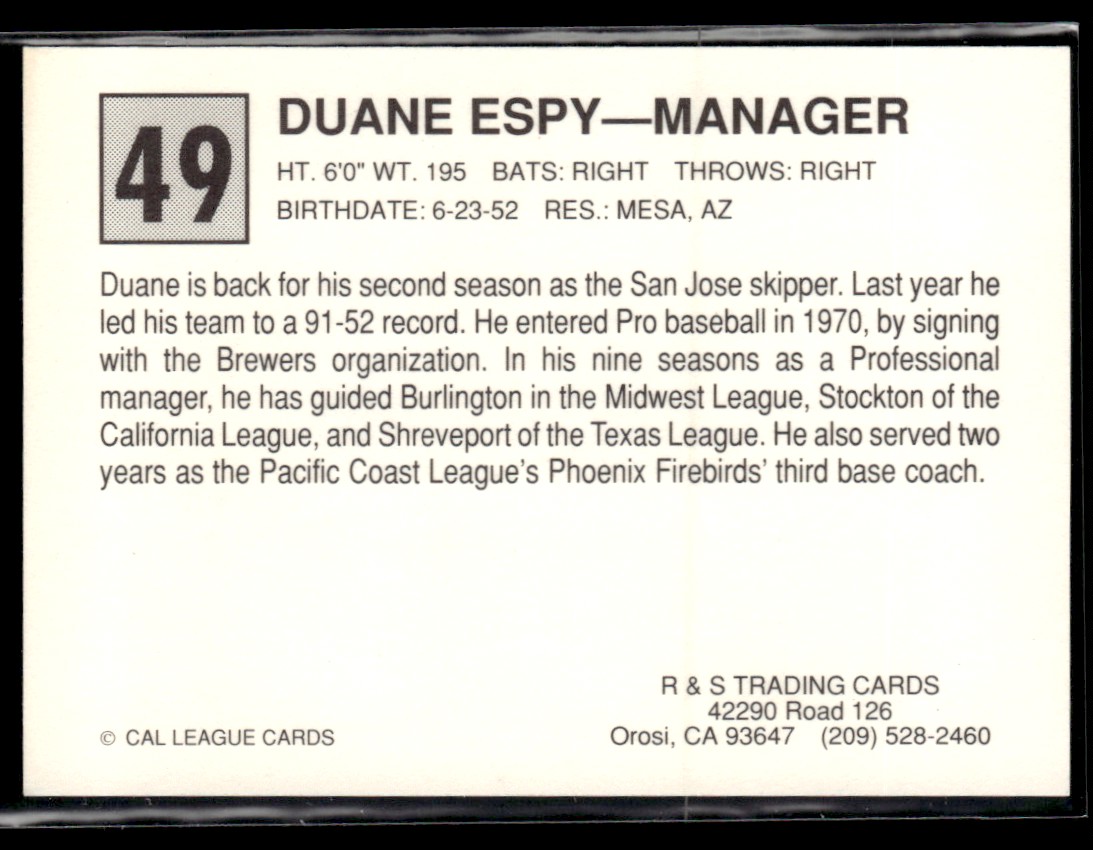 49
DUANE ESPY—MANAGER
HT. 6'0" WT. 195 BATS: RIGHT THROWS: RIGHT
BIRTHDATE: 6-23-52 RES.: MESA, AZ
Duane is back for his second season as the San Jose skipper. Last year he
led his team to a 91-52 record. He entered Pro baseball in 1970, by signing
with the Brewers organization. In his nine seasons as a Professional
manager, he has guided Burlington in the Midwest League, Stockton of the
California League, and Shreveport of the Texas League. He also served two
years as the Pacific Coast League's Phoenix Firebirds' third base coach.
R & S TRADING CARDS
42290 Road 126
© CAL LEAGUE CARDS Orosi, CA 93647 (209) 528-2460